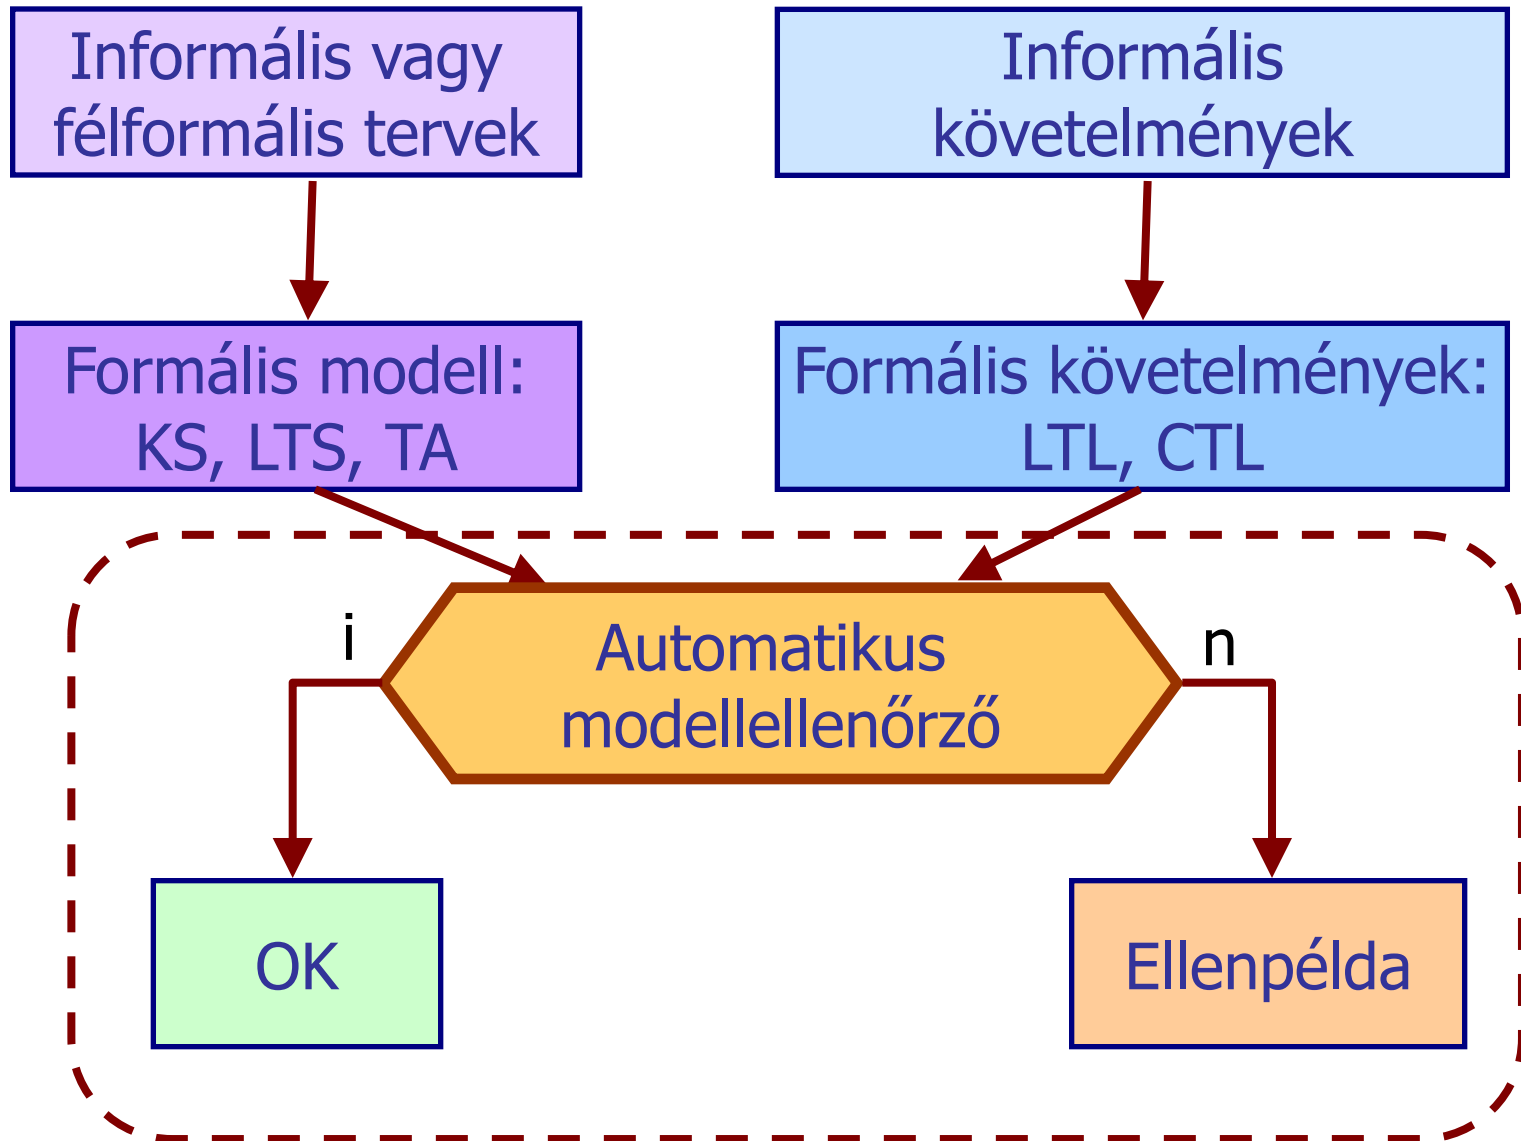 Informális vagy
félformális tervek
Informális
követelmények
Formális modell:
KS, LTS, TA
Formális követelmények:
LTL, CTL
i
Automatikus
modellellenőrző
n
OK
Ellenpélda